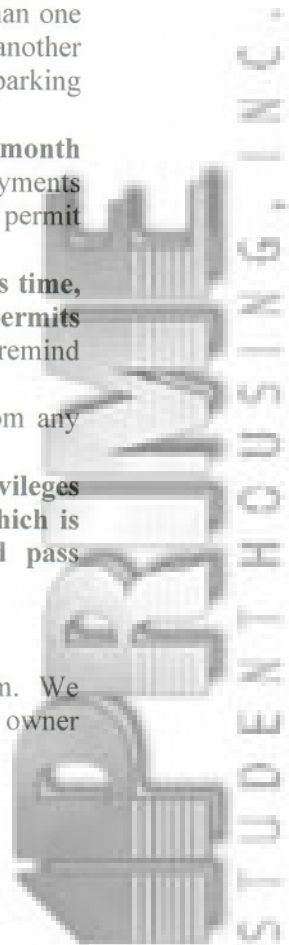 han one
another
parking
month
yments
permit
s time,
ermits
remind
om any
vileges
hich is
d pass
m. We
owner
PRIME
STUDENT HOUSING, INC.